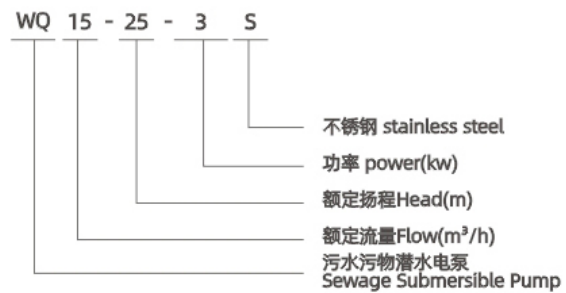 WQ 15 - 25 - 3 S
不锈钢 stainless steel
功率 power(kw)
额定扬程Head(m)
额定流量Flow(m³/h)
污水污物潜水电泵
Sewage Submersible Pump